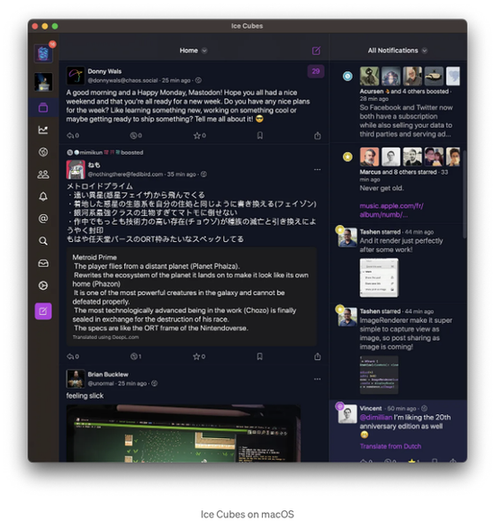 Ice Cubes
Home
All Notifications
Donny Wals
@donnywals@chaos.social · 25 min ago ·
29
A good morning and a Happy Monday, Mastodon! Hope you all had a nice
weekend and that you're all ready for a new week. Do you have any nice plans
for the week? Like learning something new, working on something cool or
maybe getting ready to ship something? Tell me all about it! 😎
0
0
0
mimikun boosted
ねも
@nothingthere@fedibird.com · 35 min ago ·
メトロイドプライム
・遠い異星(惑星フェイザ)から飛んでくる
・着地した惑星の生態系を自分の住処と同じように書き換える(フェイゾン)
・銀河系最強クラスの生物すぎてマトモに倒せない
・作中でもっとも技術力の高い存在(チョウゾ)が種族の滅亡と引き換えによ
うやく封印
もはや任天堂バースのORT枠みたいなスペックしてる
Metroid Prime
The player flies from a distant planet (Planet Phaiza).
Rewrites the ecosystem of the planet it lands on to make it look like its own
home (Phazon)
It is one of the most powerful creatures in the galaxy and cannot be
defeated properly.
The most technologically advanced being in the work (Chozo) is finally
sealed in exchange for the destruction of his race.
The specs are like the ORT frame of the Nintendoverse.
Translated using DeepL
0
1
0
Brian Bucklew
@unormal · 25 min ago ·
feeling slick
Acursen and 4 others boosted ·
29 min ago
So Facebook and Twitter now
both have a subscription
while also selling your data to
third parties and serving ad...
Marcus and 8 others starred · 33
min ago
Never get old.
music.apple.com/fr/
album/numb/...
Tashen starred · 44 min ago
And it render just perfectly
after some work!
Tashen starred · 44 min ago
ImageRenderer make it super
simple to capture view as
image, so post sharing as
image is coming!
Vincent · 50 min ago ·
@dimillian I'm liking the 20th
anniversary edition as well
Translate from Dutch
Ice Cubes on macOS